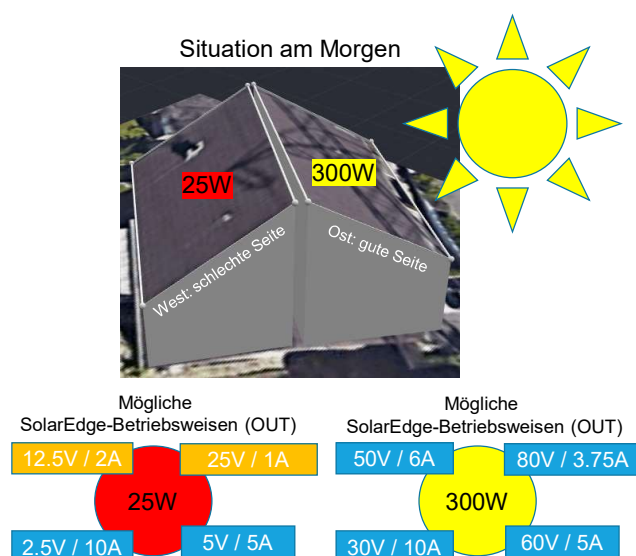 Situation am Morgen
25W
300W
West: schlechte Seite
Ost: gute Seite
Mögliche
SolarEdge-Betriebsweisen (OUT)
12.5V / 2A
25V / 1A
25W
2.5V / 10A
5V / 5A
Mögliche
SolarEdge-Betriebsweisen (OUT)
50V / 6A
80V / 3.75A
300W
30V / 10A
60V / 5A